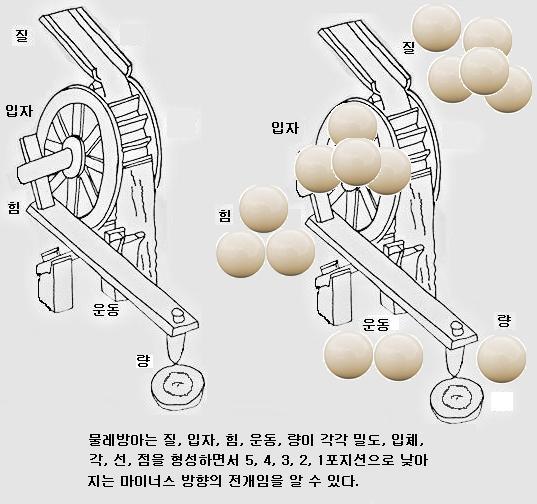 질
입자
힘
운동
량
질
입자
힘
운동
량
물레방아는 질, 입자, 힘, 운동, 량이 각각 밀도, 입체,
각, 선, 점을 형성하면서 5, 4, 3, 2, 1포지션으로 낮아
지는 마이너스 방향의 전개임을 알 수 있다.